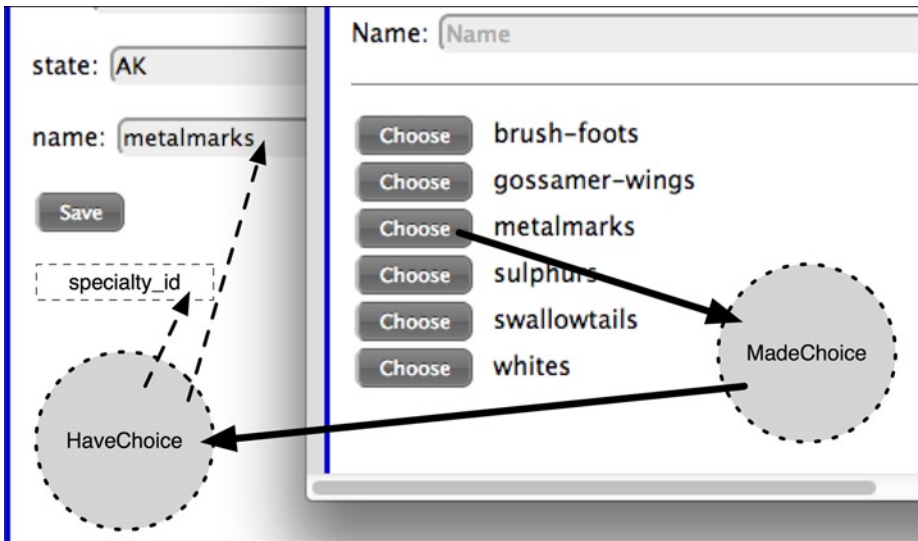 state: AK
name: metalmarks
Save
specialty_id
HaveChoice
Name: Name
Choose brush-foots
Choose gossamer-wings
Choose metalmarks
Choose sulphurs
Choose swallowtails
Choose whites
MadeChoice